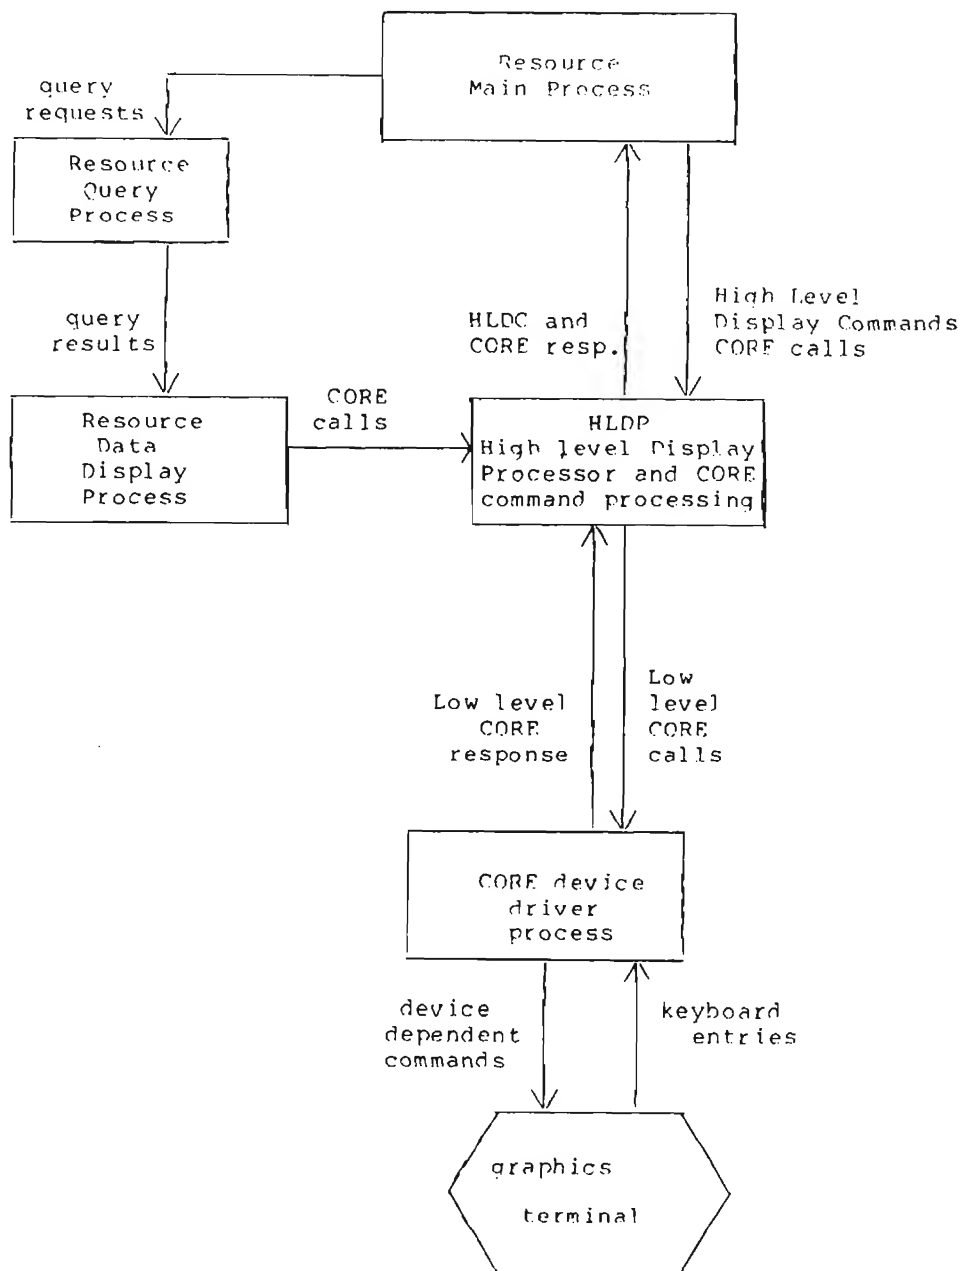 Resource
Main Process
query
requests
Resource
Query
Process
query
results
HLDC and
CORE resp.
High Level
Display Commands
CORE calls
Resource
Data
Display
Process
CORE
calls
HLDP
High level Display
Processor and CORE
command processing
Low level
CORE
response
Low
level
CORE
calls
CORE device
driver
process
device
dependent
commands
keyboard
entries
graphics
terminal